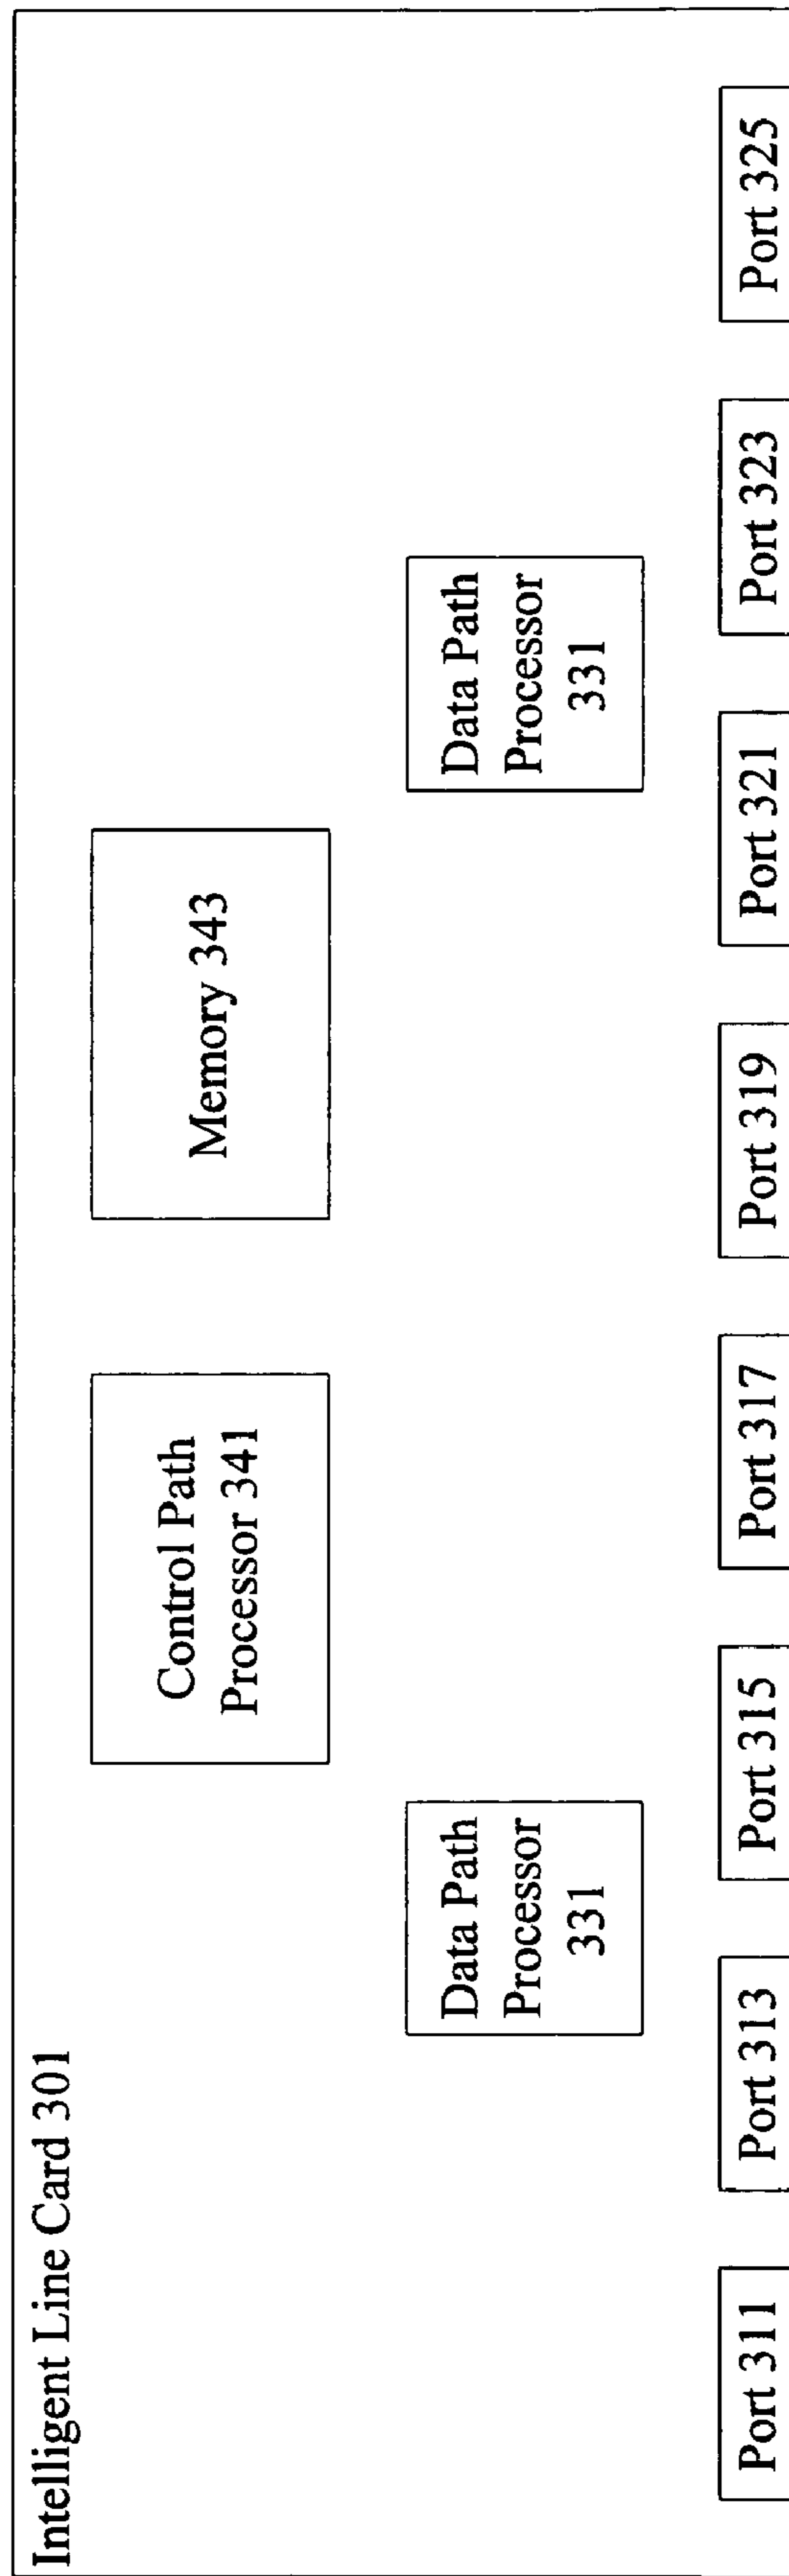 Intelligent Line Card 301
Control Path
Processor 341
Memory 343
Data Path
Processor
331
Data Path
Processor
331
Port 311
Port 313
Port 315
Port 317
Port 319
Port 321
Port 323
Port 325